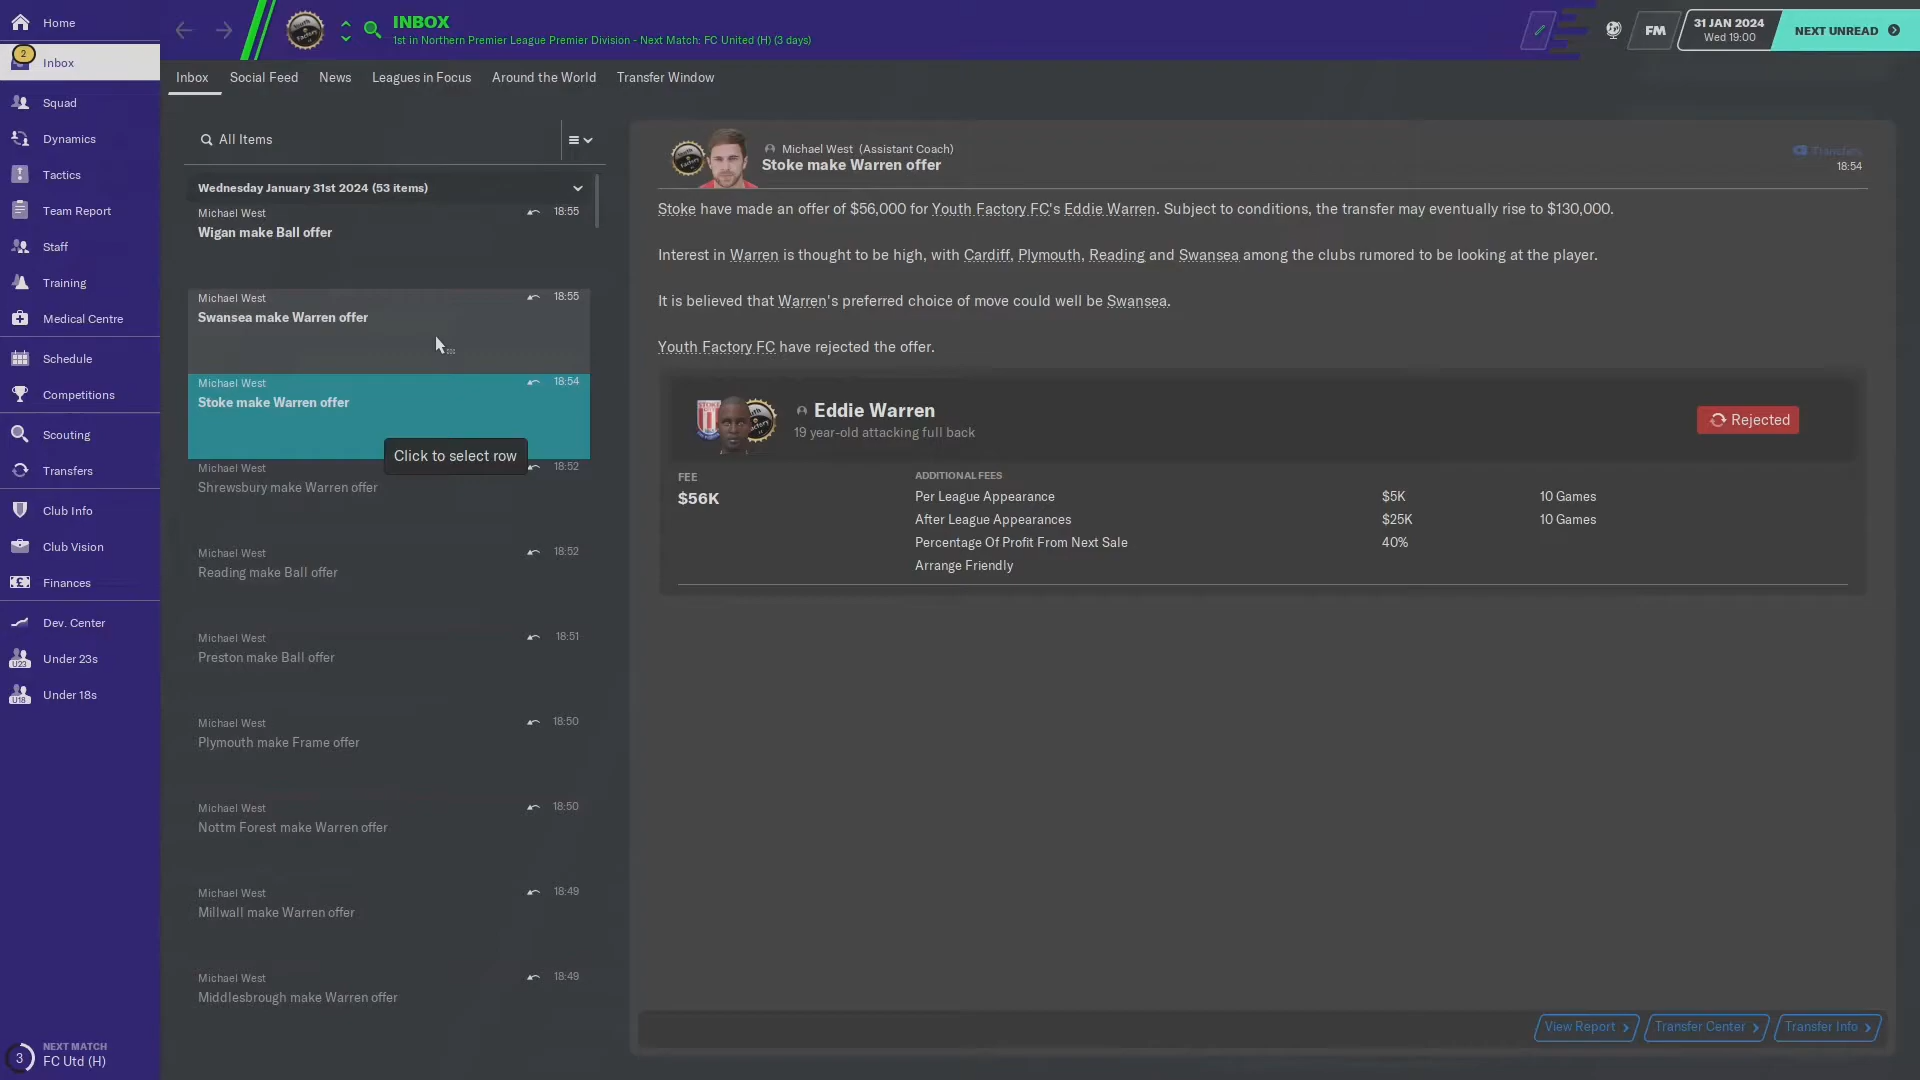 Home
2
Inbox
Squad
Dynamics
Tactics
Team Report
Staff
Training
Medical Centre
Schedule
Competitions
Scouting
Transfers
Club Info
Club Vision
Finances
Dev. Center
U23
Under 23s
U18
Under 18s
3
NEXT MATCH
FC Utd (H)
INBOX
1st in Northern Premier League Premier Division - Next Match: FC United (H) (3 days)
FM
31 JAN 2024
Wed 19:00
NEXT UNREAD
Inbox
Social Feed
News
Leagues in Focus
Around the World
Transfer Window
All Items
Wednesday January 31st 2024 (53 items)
Michael West 18:55
Wigan make Ball offer
Michael West 18:55
Swansea make Warren offer
Michael West 18:54
Stoke make Warren offer
Click to select row
Michael West 18:52
Shrewsbury make Warren offer
Michael West 18:52
Reading make Ball offer
Michael West 18:51
Preston make Ball offer
Michael West 18:50
Plymouth make Frame offer
Michael West 18:50
Nottm Forest make Warren offer
Michael West 18:49
Millwall make Warren offer
Michael West 18:49
Middlesbrough make Warren offer
Michael West (Assistant Coach)
Stoke make Warren offer
Transfers
18:54
Stoke have made an offer of $56,000 for Youth Factory FC's Eddie Warren. Subject to conditions, the transfer may eventually rise to $130,000.
Interest in Warren is thought to be high, with Cardiff, Plymouth, Reading and Swansea among the clubs rumored to be looking at the player.
It is believed that Warren's preferred choice of move could well be Swansea.
Youth Factory FC have rejected the offer.
Eddie Warren
19 year-old attacking full back
Rejected
FEE
$56K
ADDITIONAL FEES
Per League Appearance $5K 10 Games
After League Appearances $25K 10 Games
Percentage Of Profit From Next Sale 40%
Arrange Friendly
View Report
Transfer Center
Transfer Info